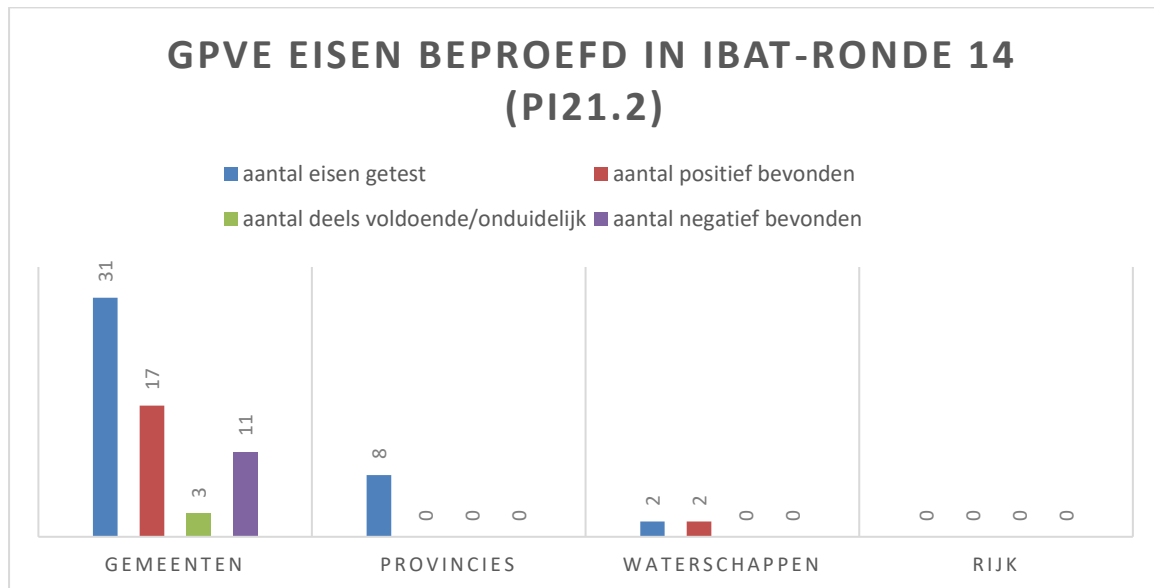 GPVE EISEN BEPROEFD IN IBAT-RONDE 14
(PI21.2)
aantal eisen getest
aantal positief bevonden
aantal deels voldoende/onduidelijk
aantal negatief bevonden
31
17
3
11
8
0
0
0
2
2
0
0
0
0
0
0
GEMEENTEN
PROVINCIES
WATERSCHAPPEN
RIJK